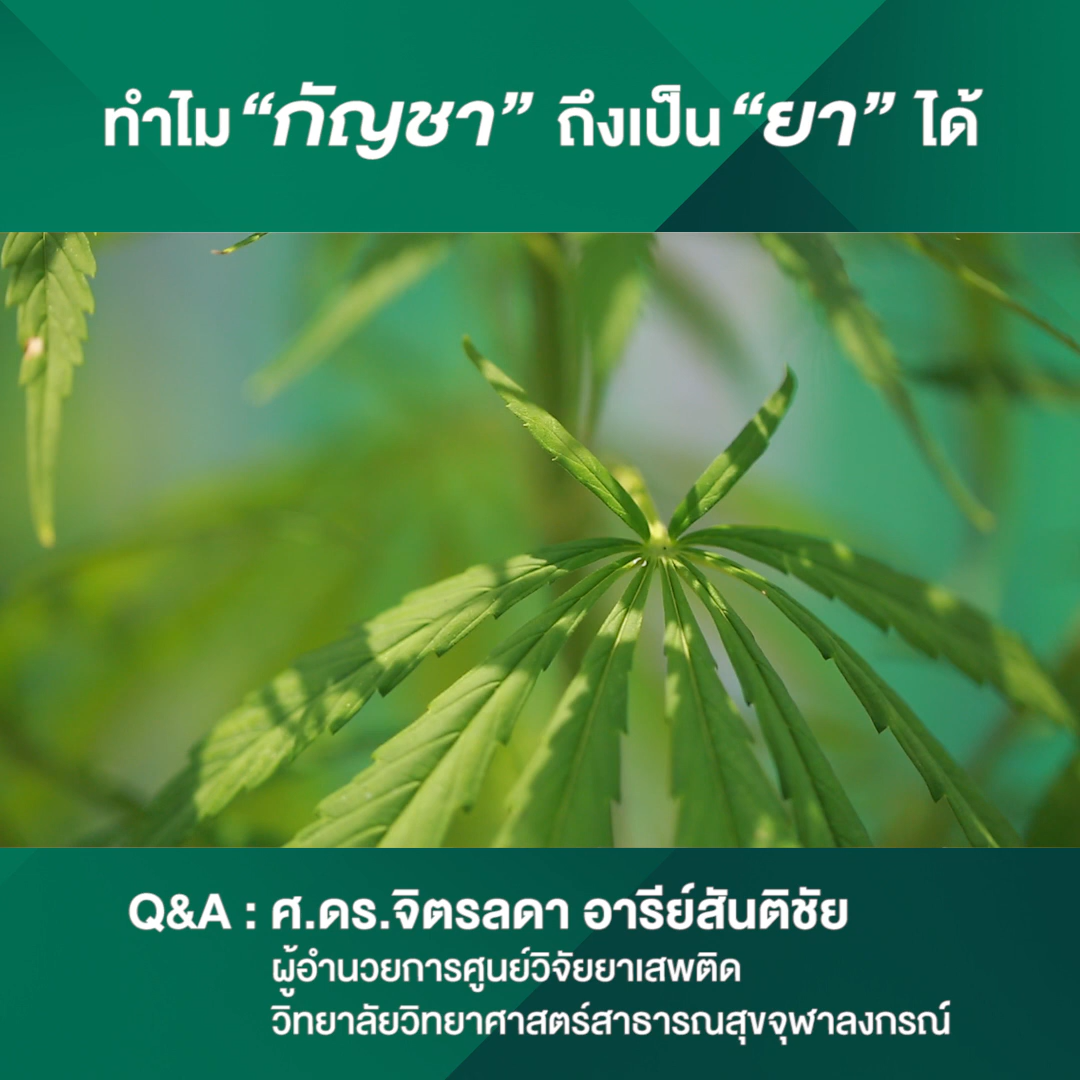 ทำไม “กัญชา” ถึงเป็น “ยา” ได้
Q&A : ศ.ดร.จิตรลดา อารีย์สันติชัย
ผู้อำนวยการศูนย์วิจัยยาเสพติด
วิทยาลัยวิทยาศาสตร์สาธารณสุขจุฬาลงกรณ์